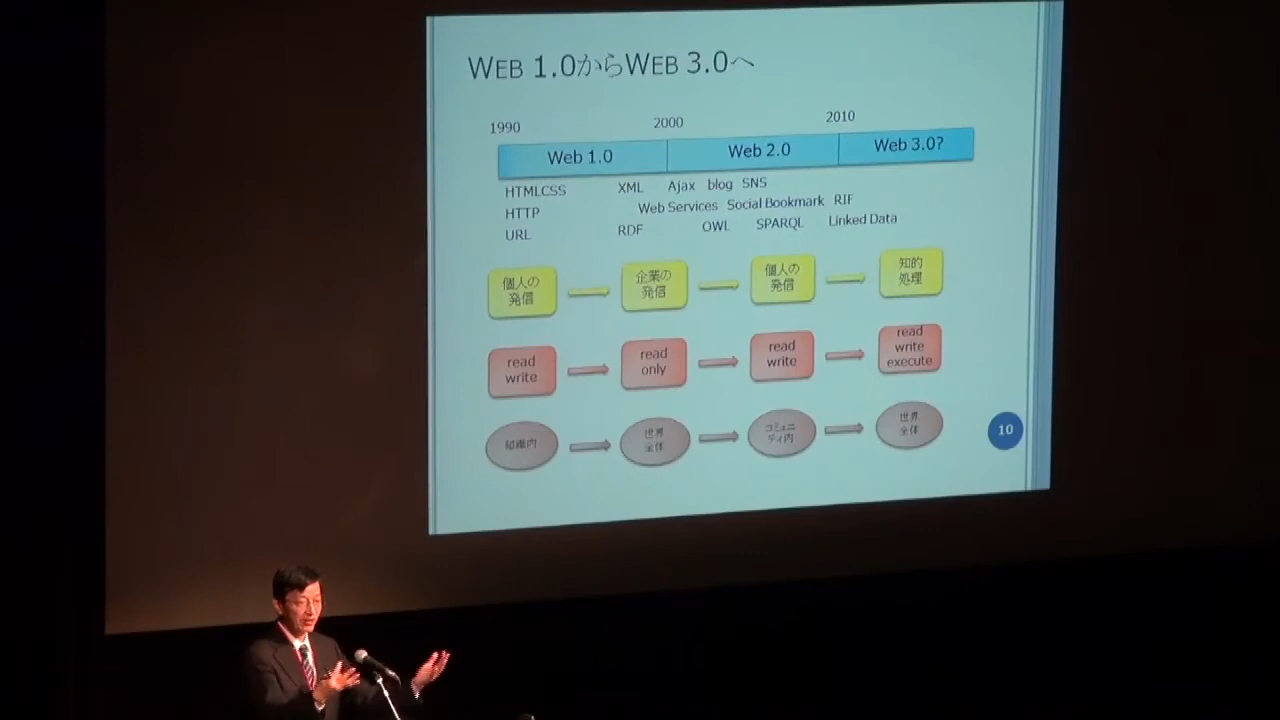 WEB 1.0からWEB 3.0へ
1990 2000 2010
Web 1.0 Web 2.0 Web 3.0?
HTMLCSS XML Ajax blog SNS
HTTP Web Services Social Bookmark RIF
URL RDF OWL SPARQL Linked Data
個人の
発信
企業の
発信
個人の
発信
知的
処理
read
write
read
only
read
write
read
write
execute
組織内
世界
全体
コミュニ
ティ内
世界
全体
10